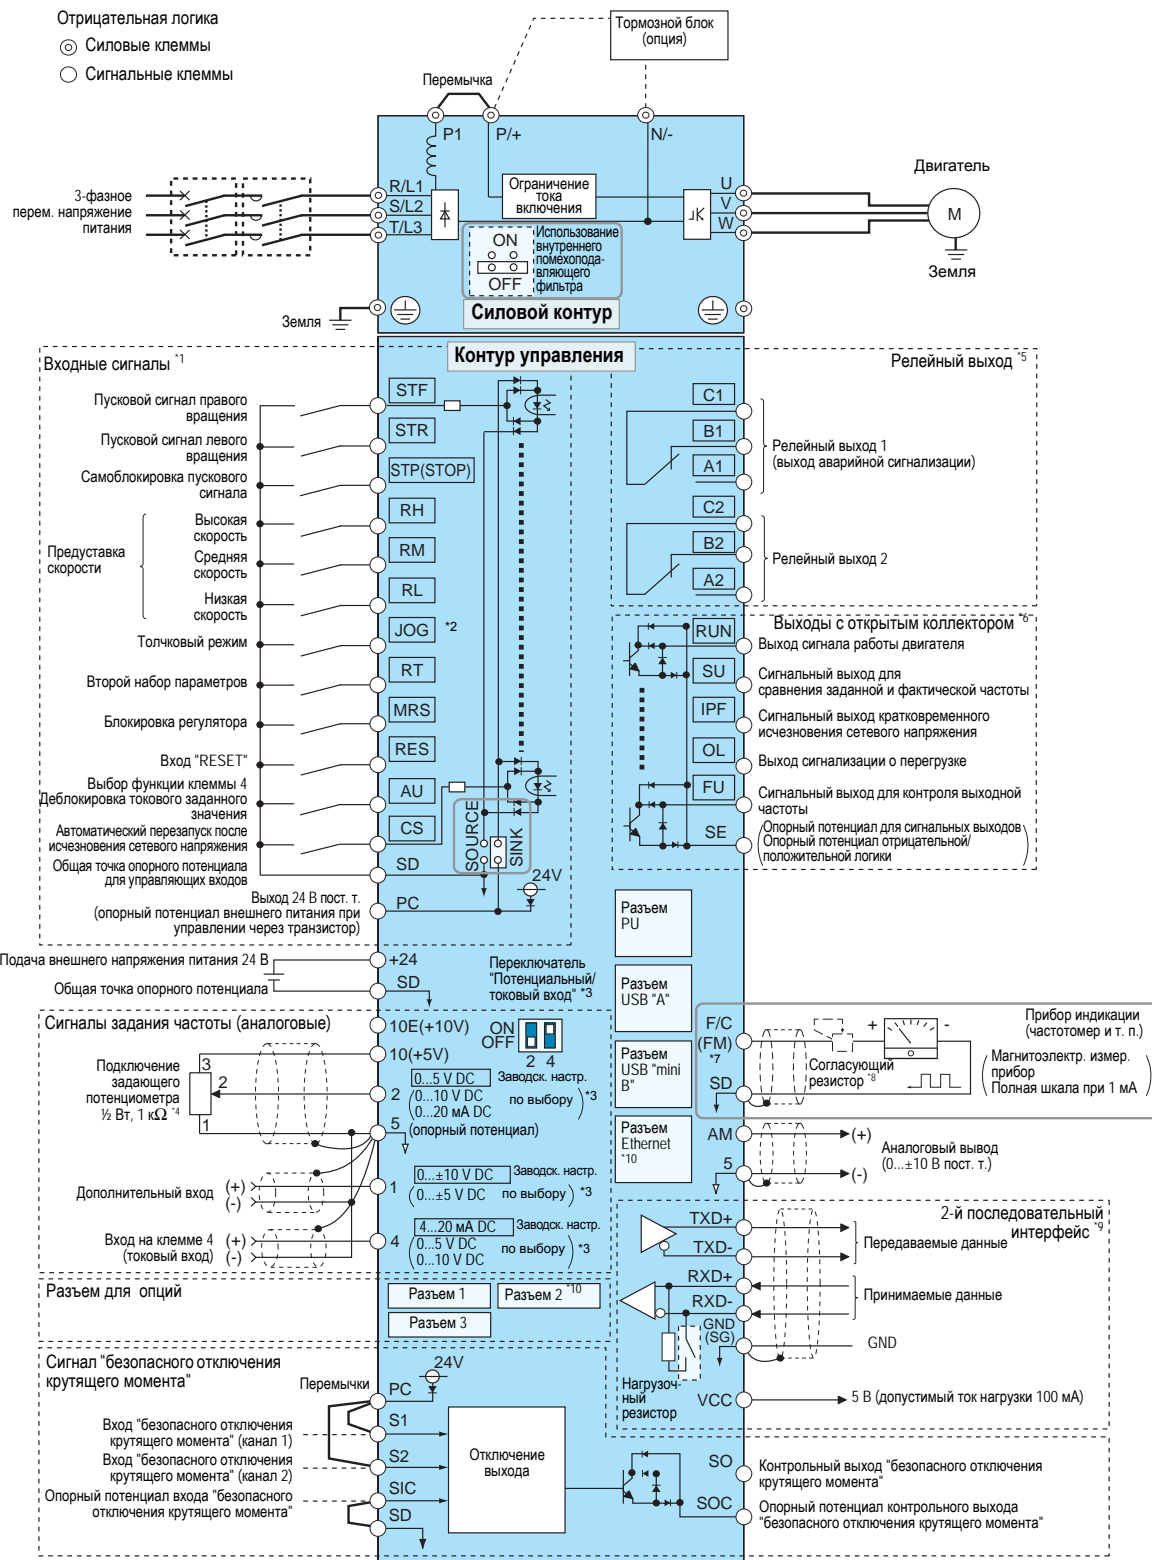 Отрицательная логика
Силовые клеммы
Сигнальные клеммы
Тормозной блок
(опция)
Перемычка
P1
P/+
N/-
3-фазное
перем. напряжение
питания
R/L1
S/L2
T/L3
Ограничение
тока
включения
U
V
W
Двигатель
M
Земля
ON
OFF
Использование
внутреннего
помехопода-
вляющего
фильтра
Земля
Силовой контур
Контур управления
Входные сигналы *1
Пусковой сигнал правого
вращения
STF
Пусковой сигнал левого
вращения
STR
Самоблокировка пускового
сигнала
STP(STOP)
Предуставка
скорости
Высокая
скорость
RH
Средняя
скорость
RM
Низкая
скорость
RL
Толчковый режим
JOG *2
Второй набор параметров
RT
Блокировка регулятора
MRS
Вход "RESET"
RES
Выбор функции клеммы 4
Деблокировка токового заданного
значения
AU
Автоматический перезапуск после
исчезновения сетевого напряжения
CS
Общая точка опорного потенциала
для управляющих входов
SD
Выход 24 В пост. т.
(опорный потенциал внешнего питания при
управлении через транзистор)
PC
SOURCE
SINK
24V
Релейный выход *5
C1
B1
A1
Релейный выход 1
(выход аварийной сигнализации)
C2
B2
A2
Релейный выход 2
Выходы с открытым коллектором *6
RUN
Выход сигнала работы двигателя
SU
Сигнальный выход для
сравнения заданной и фактической частоты
IPF
Сигнальный выход кратковременного
исчезновения сетевого напряжения
OL
Выход сигнализации о перегрузке
FU
Сигнальный выход для контроля выходной
частоты
SE
Опорный потенциал для сигнальных выходов
Опорный потенциал отрицательной/
положительной логики
Разъем
PU
Разъем
USB "A"
Разъем
USB "mini
B"
Разъем
Ethernet
*10
Подача внешнего напряжения питания 24 В
+24
Общая точка опорного потенциала
SD
Переключатель
"Потенциальный/
токовый вход" *3
ON
OFF
2 4
Сигналы задания частоты (аналоговые)
10E(+10V)
10(+5V)
Подключение
задающего
потенциометра
½ Вт, 1 кΩ *4
3
2
1
2
0...5 V DC Заводск. настр.
(0...10 V DC
0...20 мА DC по выбору) *3
5
(опорный потенциал)
Дополнительный вход
(+)
(-)
1
0...±10 V DC Заводск. настр.
(0...±5 V DC по выбору) *3
Вход на клемме 4
(токовый вход)
(+)
(-)
4
4...20 мА DC Заводск. настр.
(0...5 V DC
0...10 V DC по выбору) *3
F/C
(FM)
*7
SD
+
-
Согласующий
резистор *8
Прибор индикации
(частотомер и т. п.)
(Магнитоэлектр. измер.
прибор
Полная шкала при 1 мА)
AM
5
(+)
(-)
Аналоговый вывод
(0...±10 В пост. т.)
2-й последовательный
интерфейс *9
TXD+
TXD-
Передаваемые данные
RXD+
RXD-
Принимаемые данные
GND
(SG)
GND
Нагрузоч-
ный
резистор
VCC
5 В (допустимый ток нагрузки 100 мА)
Разъем для опций
Разъем 1
Разъем 2 *10
Разъем 3
Сигнал "безопасного отключения
крутящего момента"
Перемычки
24V
PC
Вход "безопасного отключения
крутящего момента" (канал 1)
S1
Вход "безопасного отключения
крутящего момента" (канал 2)
S2
Опорный потенциал входа "безопасного
отключения крутящего момента"
SIC
SD
Отключение
выхода
SO
Контрольный выход "безопасного отключения
крутящего момента"
SOC
Опорный потенциал контрольного выхода
"безопасного отключения крутящего момента"